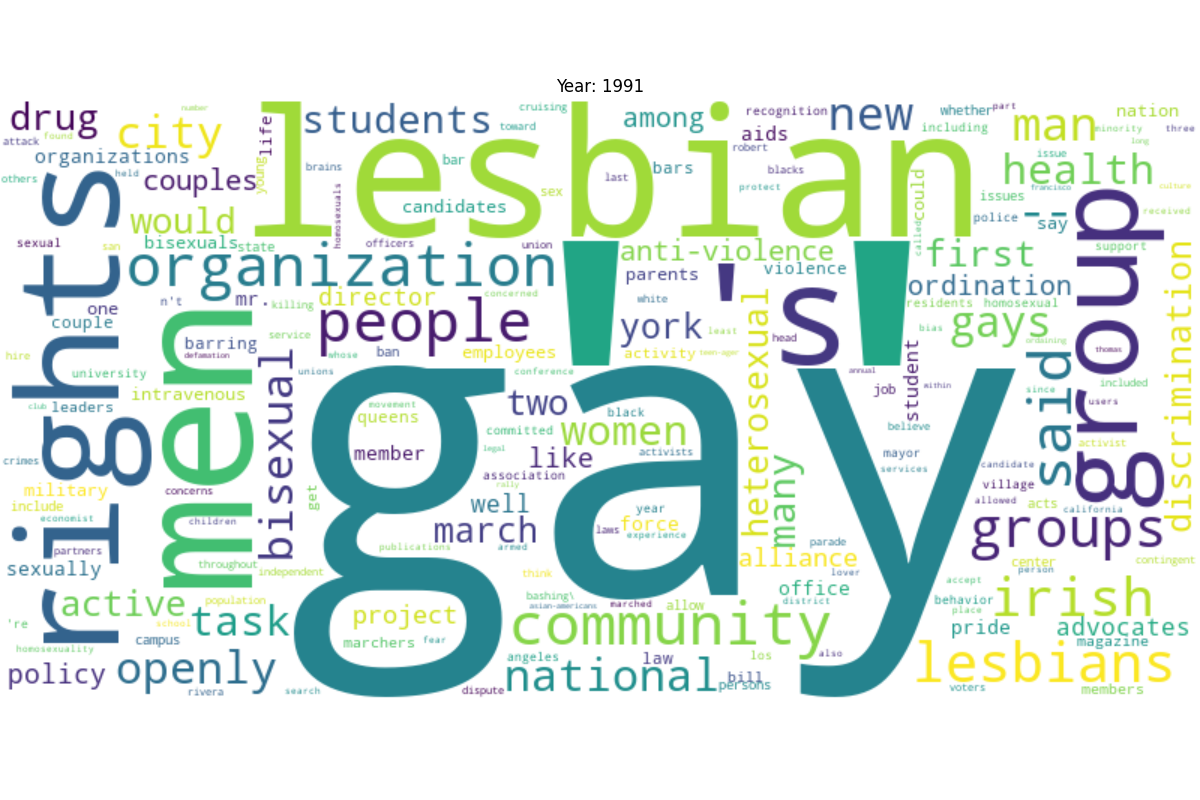 Year: 1991
number
cruising
recognition
part
drug
city
life
lesbian
students
toward
among
new
whether
nation
man
minority
three
attack
found
including
aids
robert
long
organizations
brains
bar
bars
blacks
issue
health
others
held
couples
young
homosexuals
candidates
sex
last
protect
could
issues
francisco
culture
rights
would
called
police
--
say
received
group
sexual
san
bisexuals
state
officers
union
anti-violence
first
support
discrimination
organization
parents
violence
ordination
'
's
'
one
n't
mr.
killing
director
concerned
white
heterosexual
residents
homosexual
couple
men
service
people
york
least
bias
gays
ordaining
barring
defamation
whose
ban
employees
activity
teen-ager
head
thomas
hire
university
bisexual
unions
conference
gay
annual
student
job
within
said
since
included
intravenous
club
leaders
movement
queens
two
black
users
committed
women
believe
activist
member
legal
like
activists
many
mayor
crimes
services
candidate
association
military
concerns
get
rally
village
include
well
year
allowed
acts
california
economist
children
march
laws
force
experience
groups
partners
publications
armed
parade
alliance
center
contingent
sexually
throughout
independent
think
lover
person
office
accept
active
population
bashing\
asian-americans
marched
allow
district
behavior
place
irish
're
school
task
project
community
pride
advocates
campus
marchers
fear
magazine
homosexuality
angeles
law
los
also
lesbians
policy
openly
national
bill
persons
rivera
search
dispute
voters
members